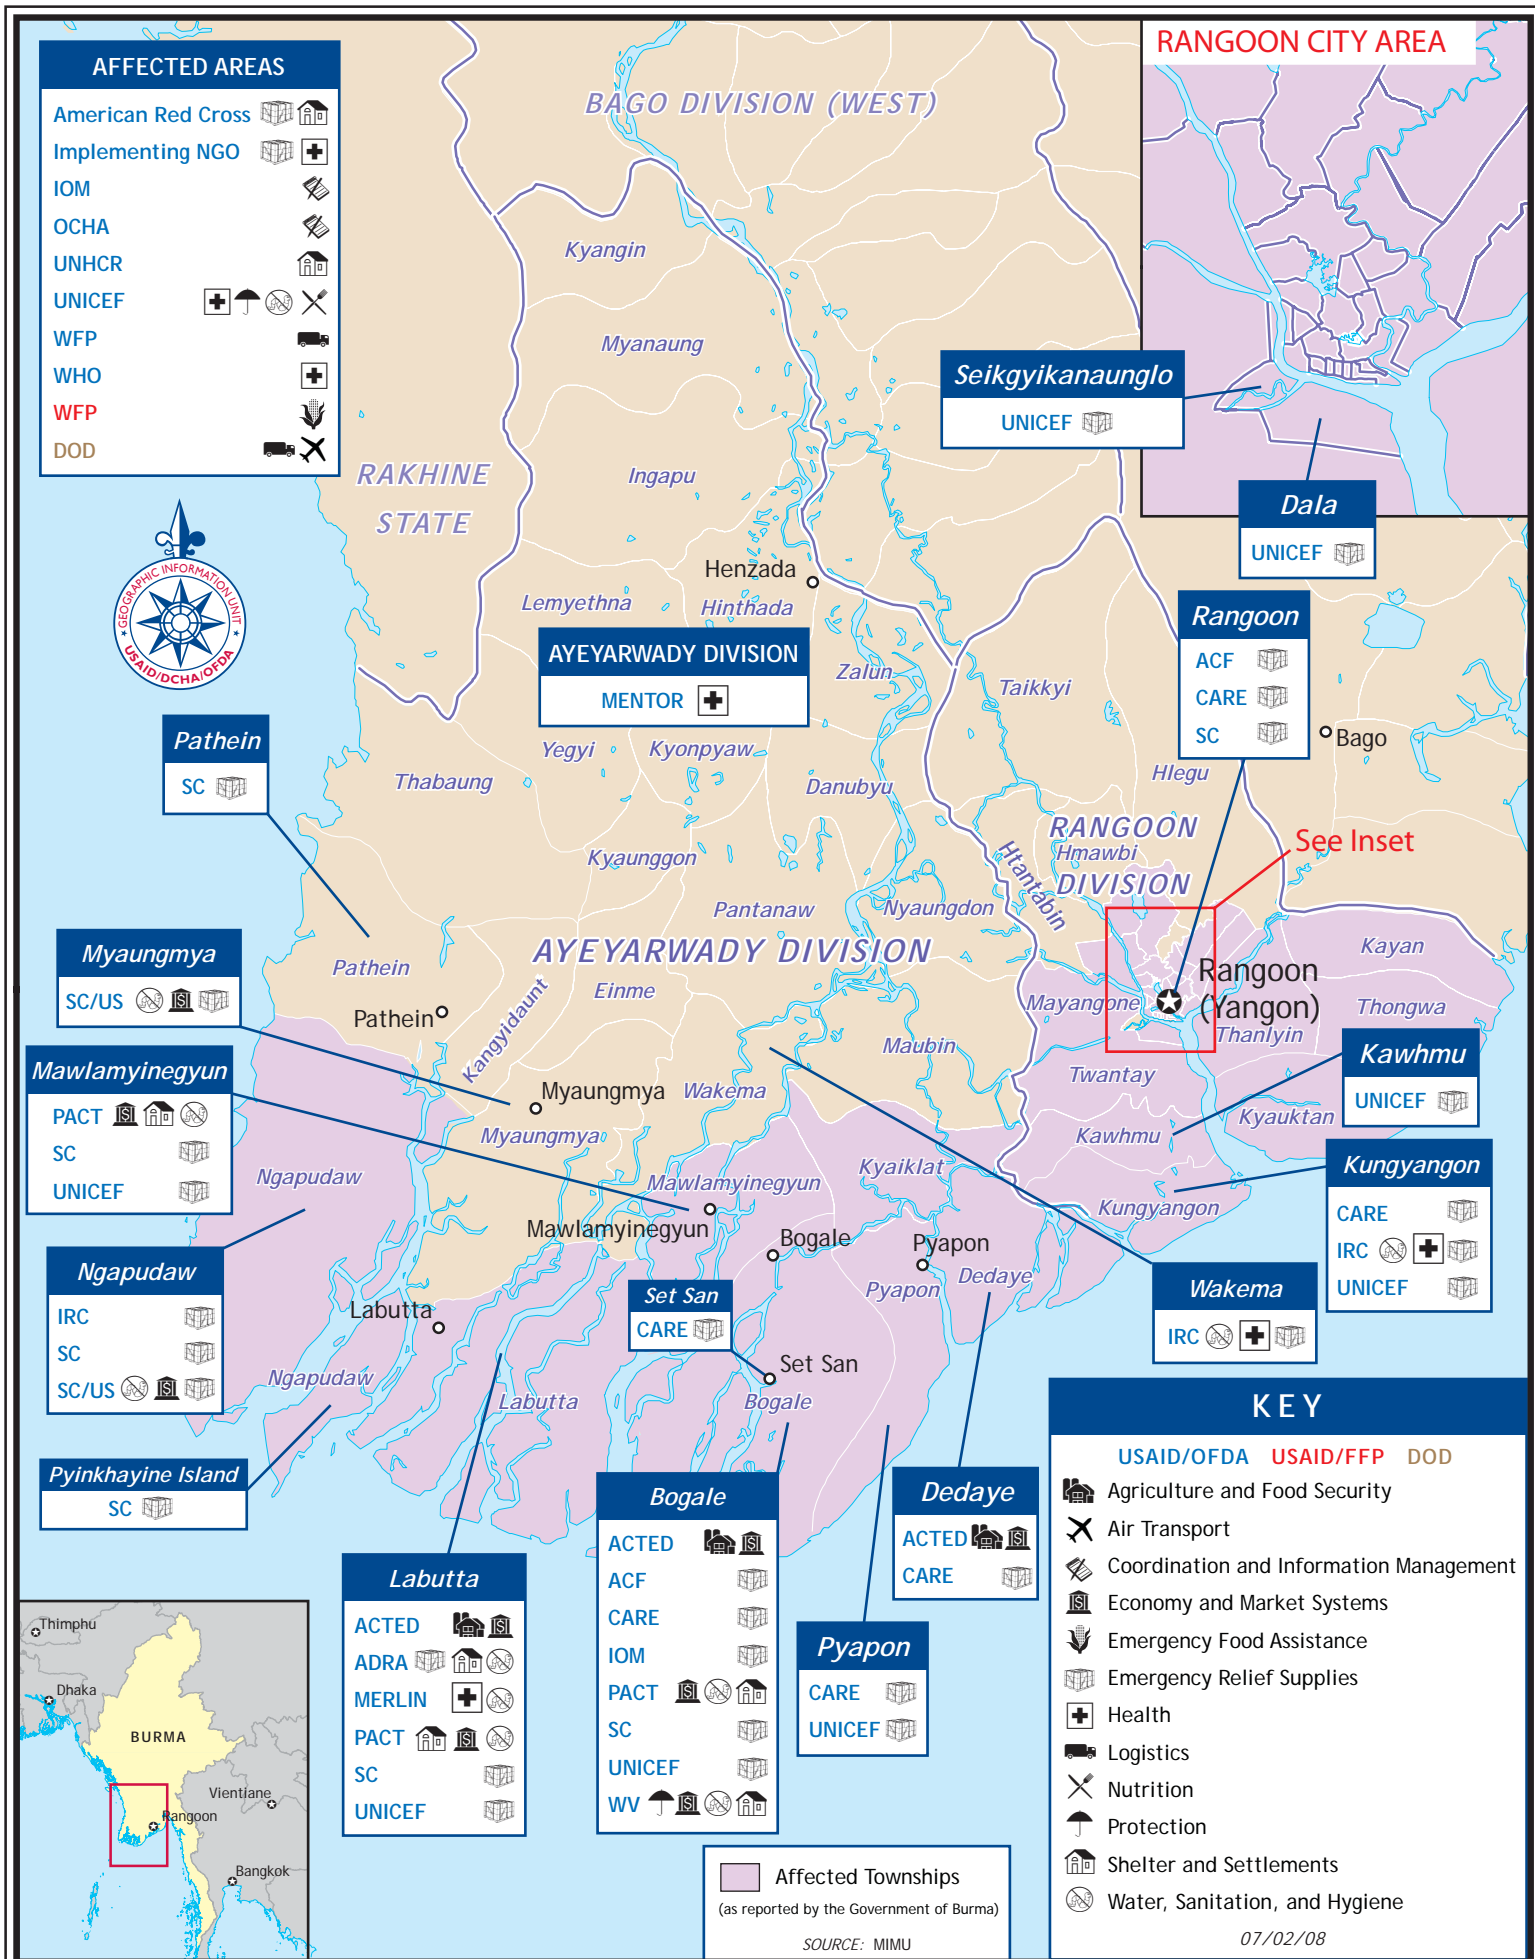 AFFECTED AREAS
American Red Cross
Implementing NGO
IOM
OCHA
UNHCR
UNICEF
WFP
WHO
WFP
DOD
GEOGRAPHIC INFORMATION UNIT
USAID/DCHA/OFDA
RANGOON CITY AREA
BAGO DIVISION (WEST)
Kyangin
Myanaung
Seikgyikanaunglo
UNICEF
RAKHINE
STATE
Ingapu
Dala
UNICEF
Henzada
Lemyethna
Hinthada
Rangoon
ACF
CARE
SC
AYEYARWADY DIVISION
MENTOR
Zalun
Taikkyi
Bago
Pathein
SC
Yegyi
Kyonpyaw
Thabaung
Danubyu
Hlegu
RANGOON
Hmawbi
DIVISION
See Inset
Htantabin
Kyaunggon
Pantanaw
Nyaungdon
AYEYARWADY DIVISION
Kayan
Pathein
Myaungmya
SC/US
Einme
Rangoon
(Yangon)
Mayangone
Thongwa
Pathein
Kangyidaunt
Thanlyin
Maubin
Kawhmu
UNICEF
Mawlamyinegyun
PACT
SC
UNICEF
Myaungmya
Wakema
Twantay
Kyauktan
Myaungmya
Kawhmu
Kyaiklat
Kungyangon
CARE
IRC
UNICEF
Ngapudaw
Mawlamyinegyun
Kungyangon
Mawlamyinegyun
Bogale
Pyapon
Ngapudaw
IRC
SC
SC/US
Set San
CARE
Pyapon
Dedaye
Wakema
IRC
Labutta
Set San
Ngapudaw
Labutta
Bogale
Pyinkhayine Island
SC
Labutta
ACTED
ADRA
MERLIN
PACT
SC
UNICEF
Bogale
ACTED
ACF
CARE
IOM
PACT
SC
UNICEF
WV
Dedaye
ACTED
CARE
Pyapon
CARE
UNICEF
KEY
USAID/OFDA USAID/FFP DOD
Agriculture and Food Security
Air Transport
Coordination and Information Management
Economy and Market Systems
Emergency Food Assistance
Emergency Relief Supplies
Health
Logistics
Nutrition
Protection
Shelter and Settlements
Water, Sanitation, and Hygiene
07/02/08
Thimphu
Dhaka
BURMA
Vientiane
Rangoon
Bangkok
Affected Townships
(as reported by the Government of Burma)
SOURCE: MIMU